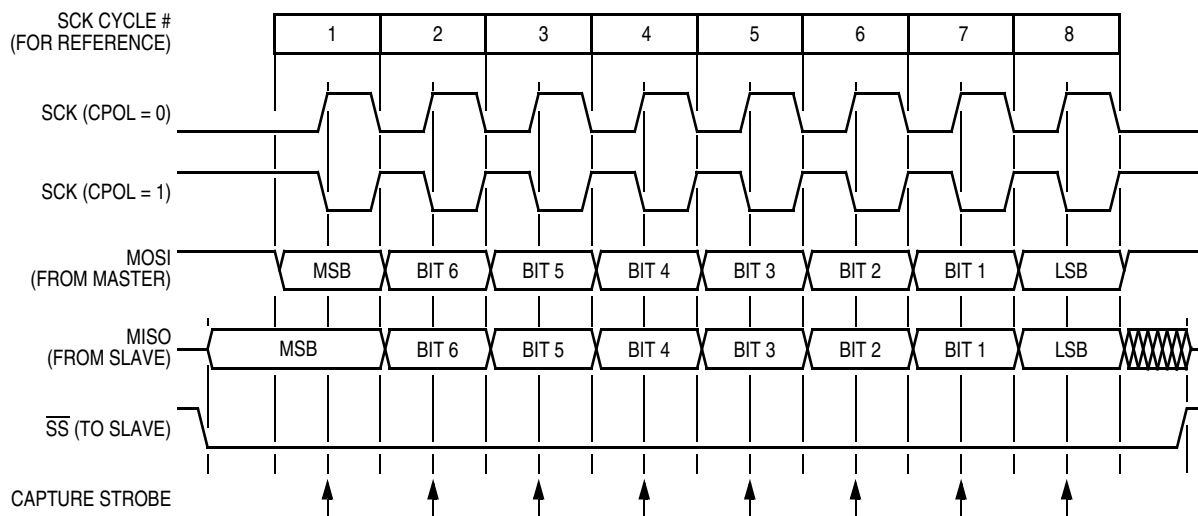 SCK CYCLE #
(FOR REFERENCE)
1 2 3 4 5 6 7 8
SCK (CPOL = 0)
SCK (CPOL = 1)
MOSI
(FROM MASTER)
MSB BIT 6 BIT 5 BIT 4 BIT 3 BIT 2 BIT 1 LSB
MISO
(FROM SLAVE)
MSB BIT 6 BIT 5 BIT 4 BIT 3 BIT 2 BIT 1 LSB
SS (TO SLAVE)
CAPTURE STROBE